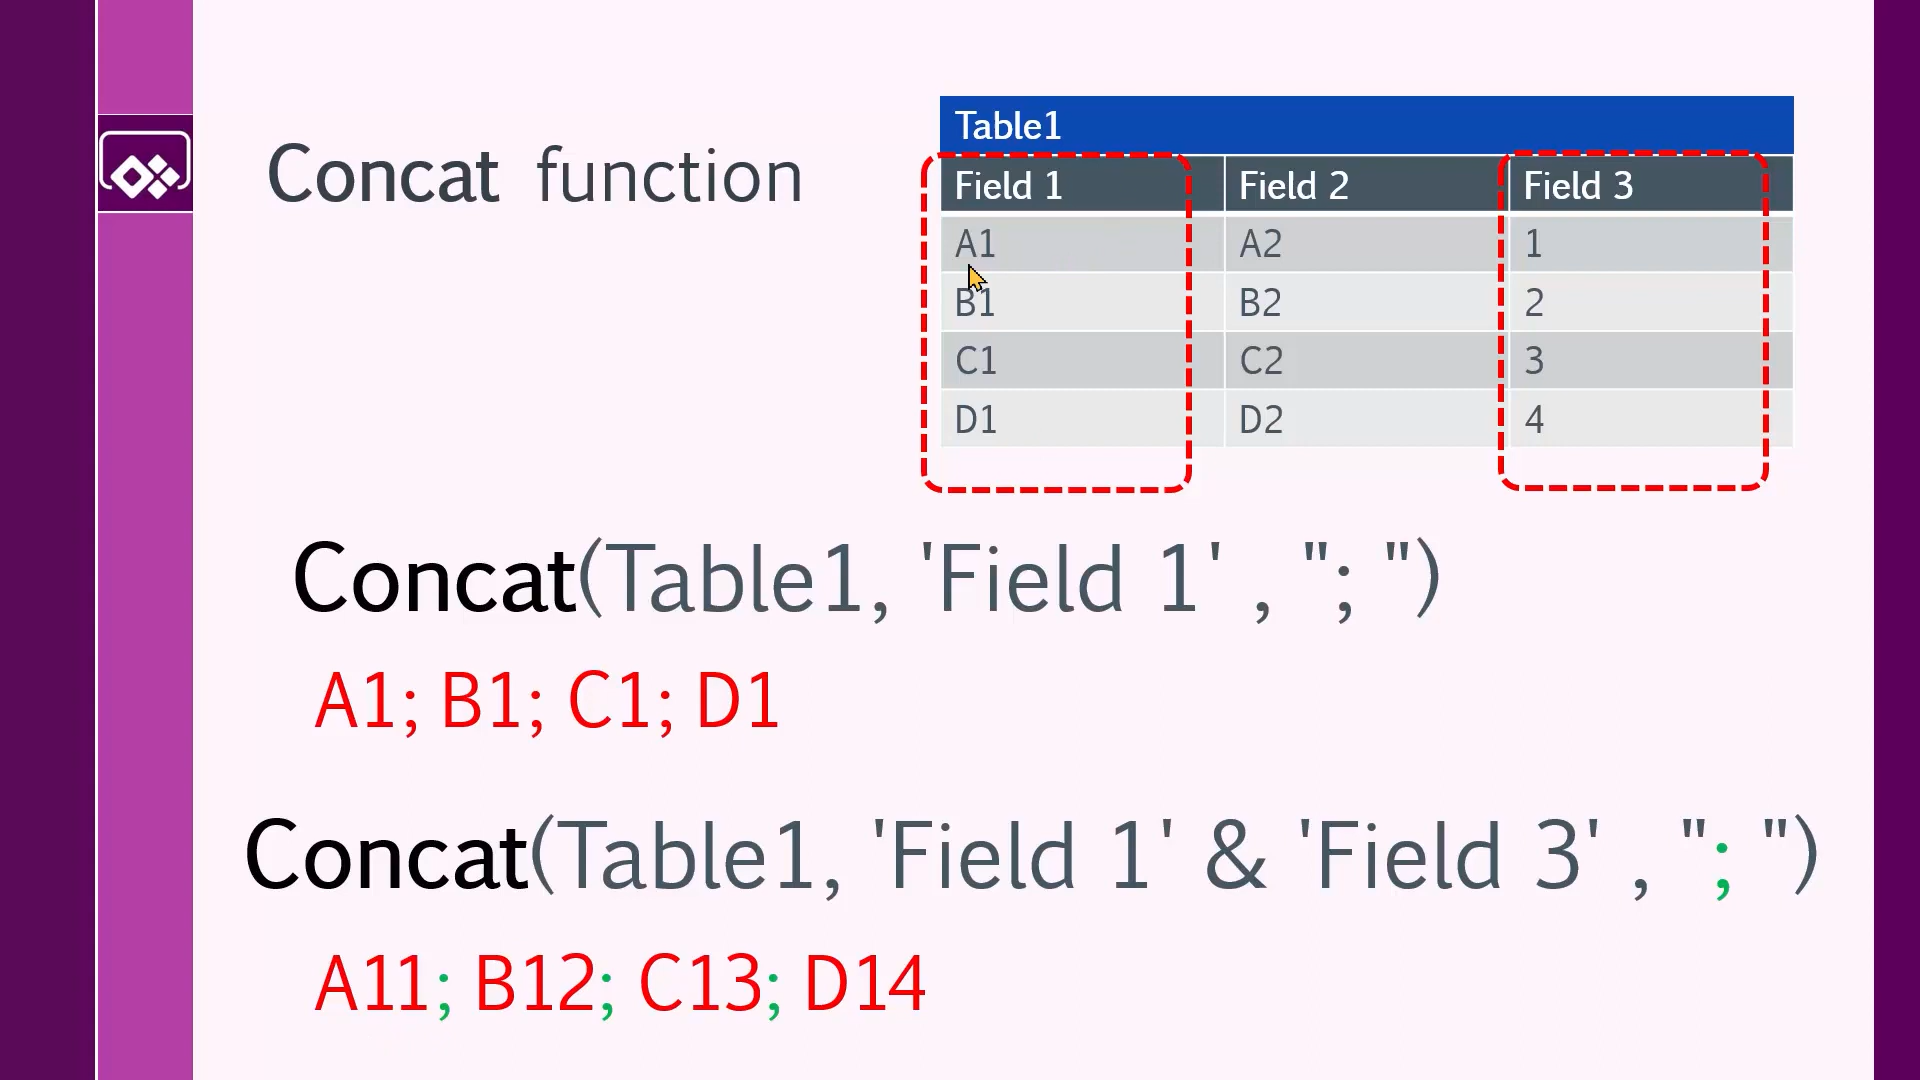 Concat function
Table1
Field 1 Field 2 Field 3
A1 A2 1
B1 B2 2
C1 C2 3
D1 D2 4
Concat(Table1, 'Field 1' , "; ")
A1; B1; C1; D1
Concat(Table1, 'Field 1' & 'Field 3' , "; ")
A11; B12; C13; D14